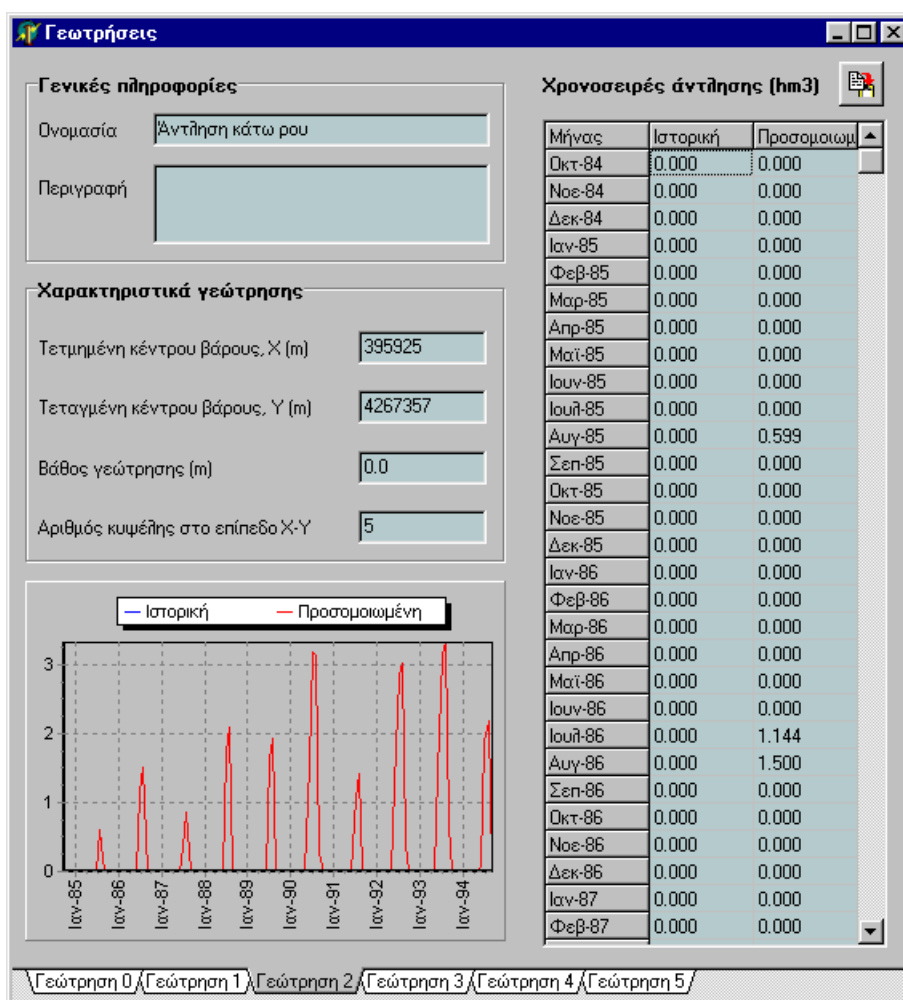 Γεωτρήσεις
Γενικές πληροφορίες
Ονομασία Άντληση κάτω ρου
Περιγραφή
Χαρακτηριστικά γεώτρησης
Τετμημένη κέντρου βάρους, X (m) 395925
Τεταγμένη κέντρου βάρους, Y (m) 4267357
Βάθος γεώτρησης (m) 0.0
Αριθμός κυψέλης στο επίπεδο X-Y 5
Ιστορική Προσομοιωμένη
3
2
1
0
Ιαν-85 Ιαν-86 Ιαν-87 Ιαν-88 Ιαν-89 Ιαν-90 Ιαν-91 Ιαν-92 Ιαν-93 Ιαν-94
Χρονοσειρές άντλησης (hm3)
Μήνας Ιστορική Προσομοιωμ
Οκτ-84 0.000 0.000
Νοε-84 0.000 0.000
Δεκ-84 0.000 0.000
Ιαν-85 0.000 0.000
Φεβ-85 0.000 0.000
Μαρ-85 0.000 0.000
Απρ-85 0.000 0.000
Μαϊ-85 0.000 0.000
Ιουν-85 0.000 0.000
Ιουλ-85 0.000 0.000
Αυγ-85 0.000 0.599
Σεπ-85 0.000 0.000
Οκτ-85 0.000 0.000
Νοε-85 0.000 0.000
Δεκ-85 0.000 0.000
Ιαν-86 0.000 0.000
Φεβ-86 0.000 0.000
Μαρ-86 0.000 0.000
Απρ-86 0.000 0.000
Μαϊ-86 0.000 0.000
Ιουν-86 0.000 0.000
Ιουλ-86 0.000 1.144
Αυγ-86 0.000 1.500
Σεπ-86 0.000 0.000
Οκτ-86 0.000 0.000
Νοε-86 0.000 0.000
Δεκ-86 0.000 0.000
Ιαν-87 0.000 0.000
Φεβ-87 0.000 0.000
Γεώτρηση 0 Γεώτρηση 1 Γεώτρηση 2 Γεώτρηση 3 Γεώτρηση 4 Γεώτρηση 5